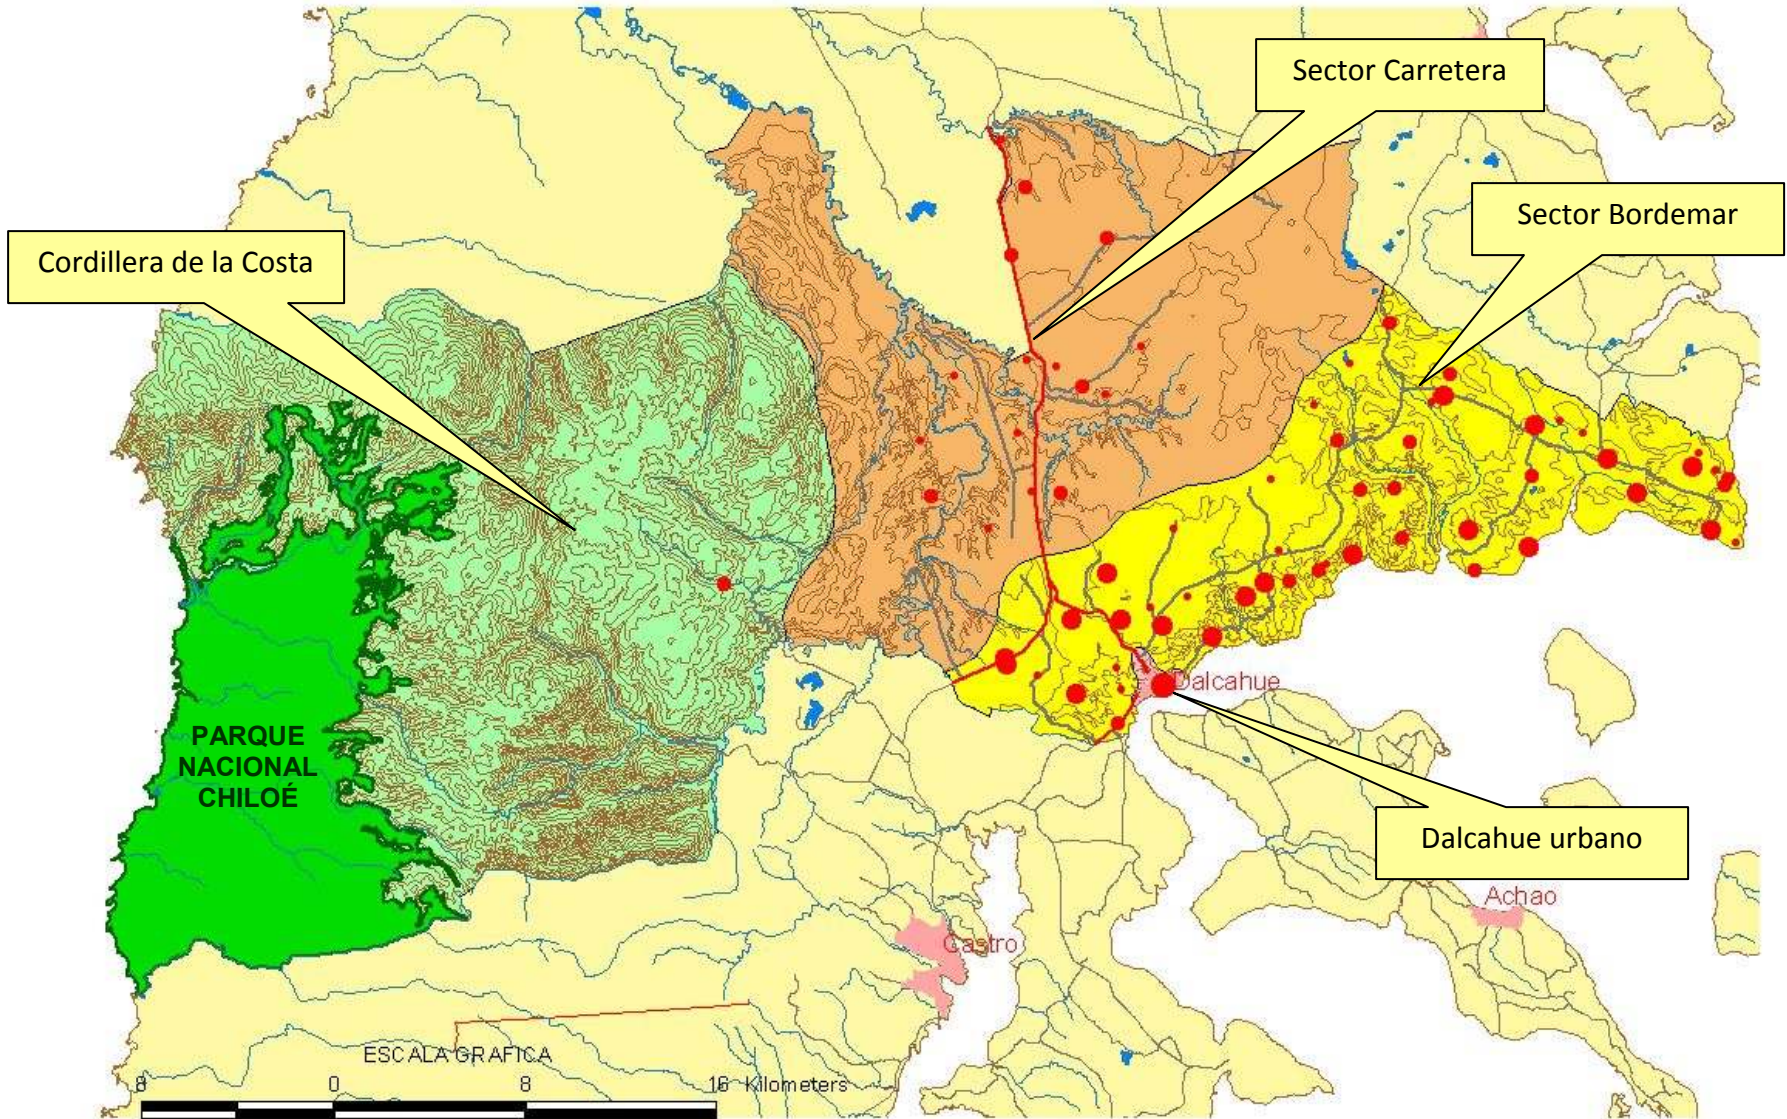 Sector Carretera
Sector Bordemar
Cordillera de la Costa
Dalcahue
PARQUE
NACIONAL
CHILOÉ
Dalcahue urbano
Achao
Castro
ESCALA GRAFICA
8 0 8 16 Kilometers